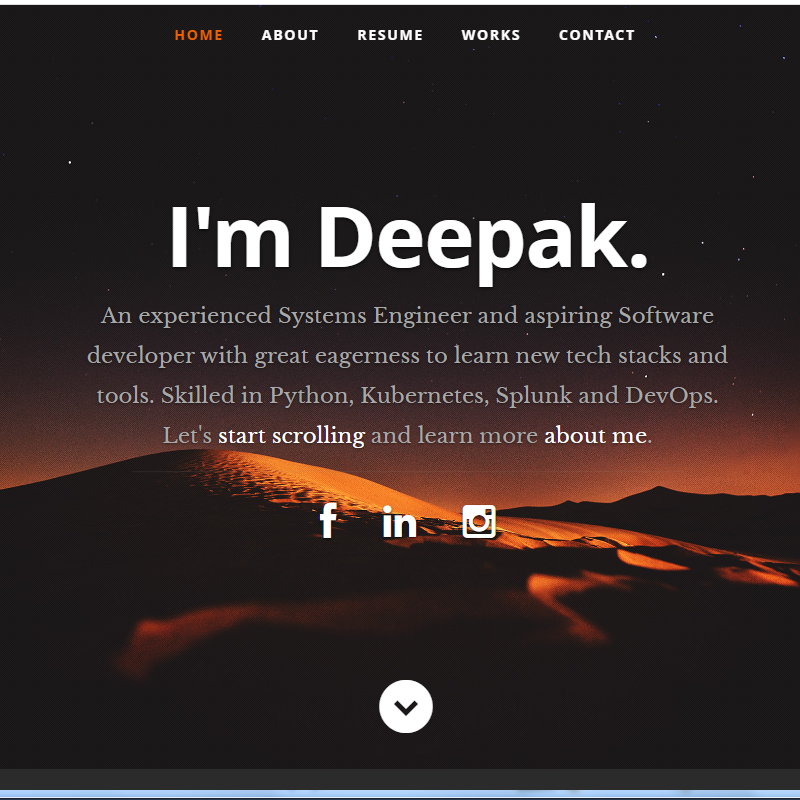 HOME ABOUT RESUME WORKS CONTACT
I'm Deepak.
An experienced Systems Engineer and aspiring Software
developer with great eagerness to learn new tech stacks and
tools. Skilled in Python, Kubernetes, Splunk and DevOps.
Let's start scrolling and learn more about me.